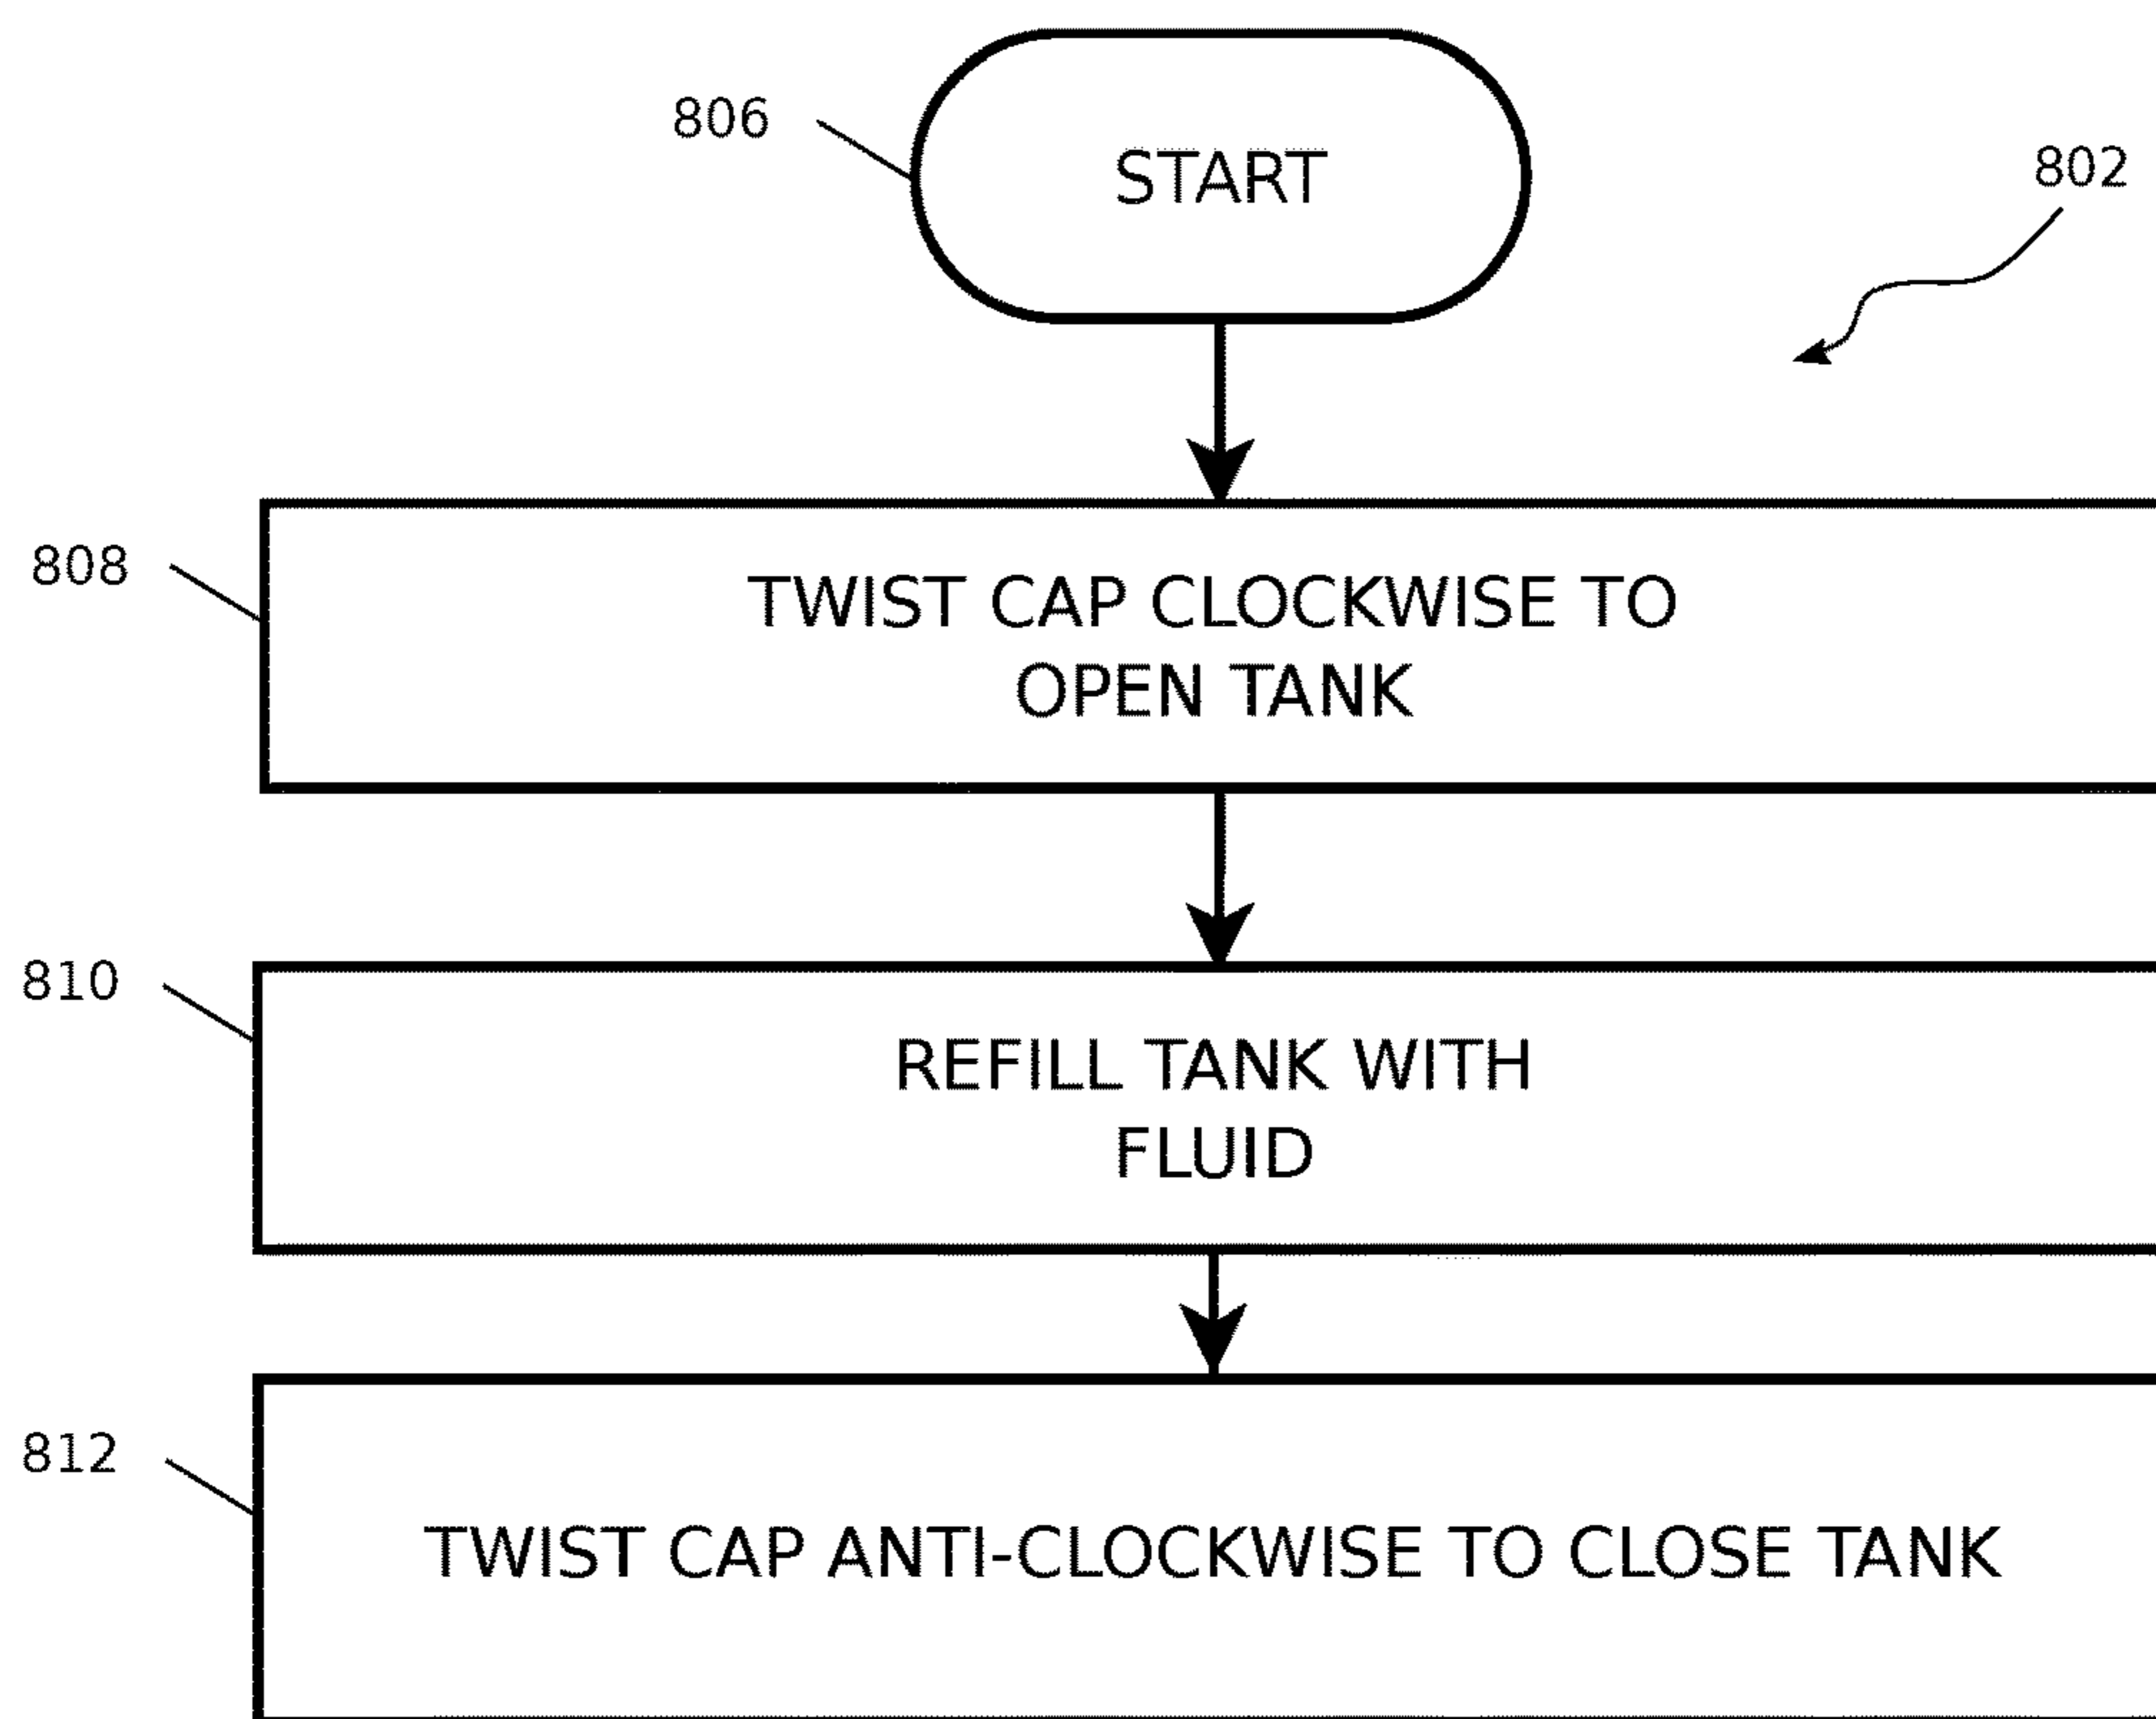 806
START
802
808
TWIST CAP CLOCKWISE TO
OPEN TANK
810
REFILL TANK WITH
FLUID
812
TWIST CAP ANTI-CLOCKWISE TO CLOSE TANK